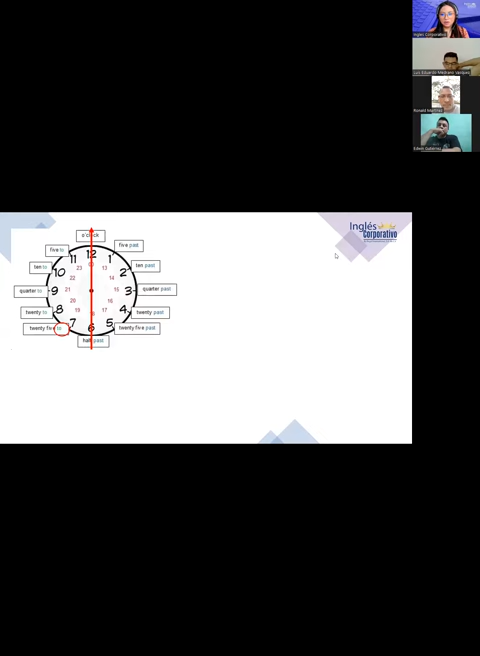 Inglés Corporativo
Luis Eduardo Medrano Vasquez
Ronald Martinez
Edwin Gutierrez
Inglés
Corporativo
o'clock
five to
five past
ten to
ten past
quarter to
quarter past
twenty to
twenty past
twenty five to
twenty five past
half past
12
11
1
10
2
9
3
8
4
7
5
6
23
13
22
14
21
15
20
16
19
17
18